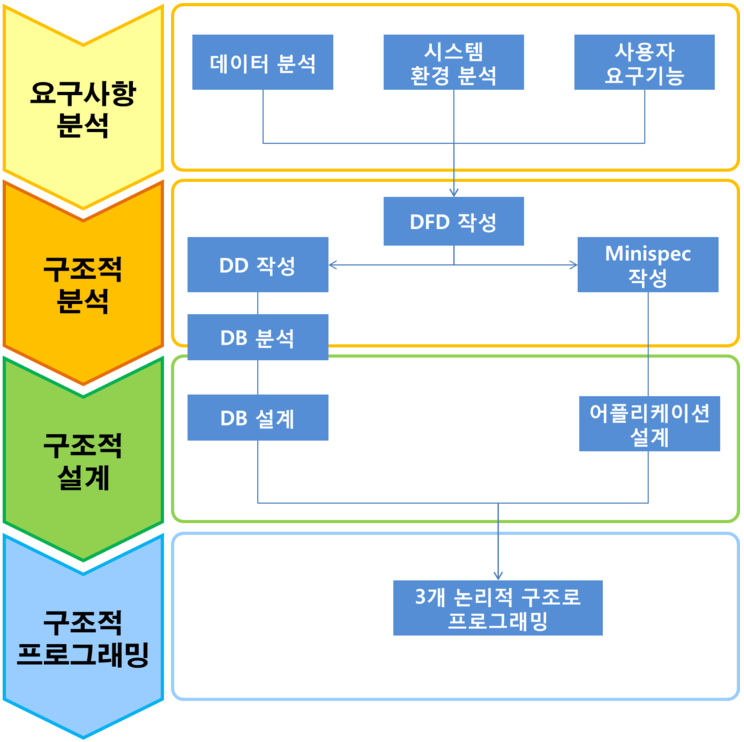 요구사항
분석
데이터 분석
시스템
환경 분석
사용자
요구기능
구조적
분석
DFD 작성
DD 작성
Minispec
작성
DB 분석
구조적
설계
DB 설계
어플리케이션
설계
구조적
프로그래밍
3개 논리적 구조로
프로그래밍